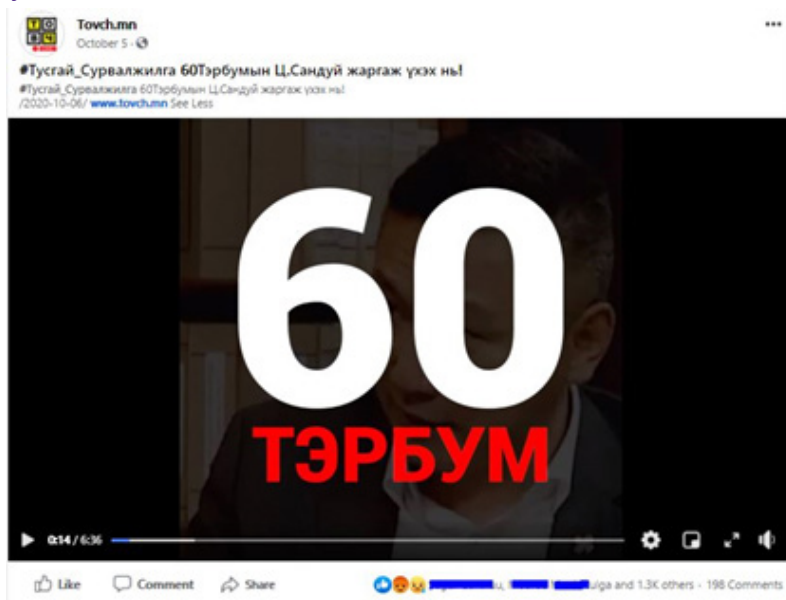 Tovch.mn
October 5 ·
#Тусгай_Сурвалжилга 60Тэрбумын Ц.Сандуй жаргаж үхэх нь!
#Тусгай_Сурвалжилга 60Тэрбумын Ц.Сандуй жаргаж үхэх нь!
/2020-10-06/ www.tovch.mn See Less
60
ТЭРБУМ
0:14 / 6:36
Like Comment Share ulga and 1.3K others · 198 Comments